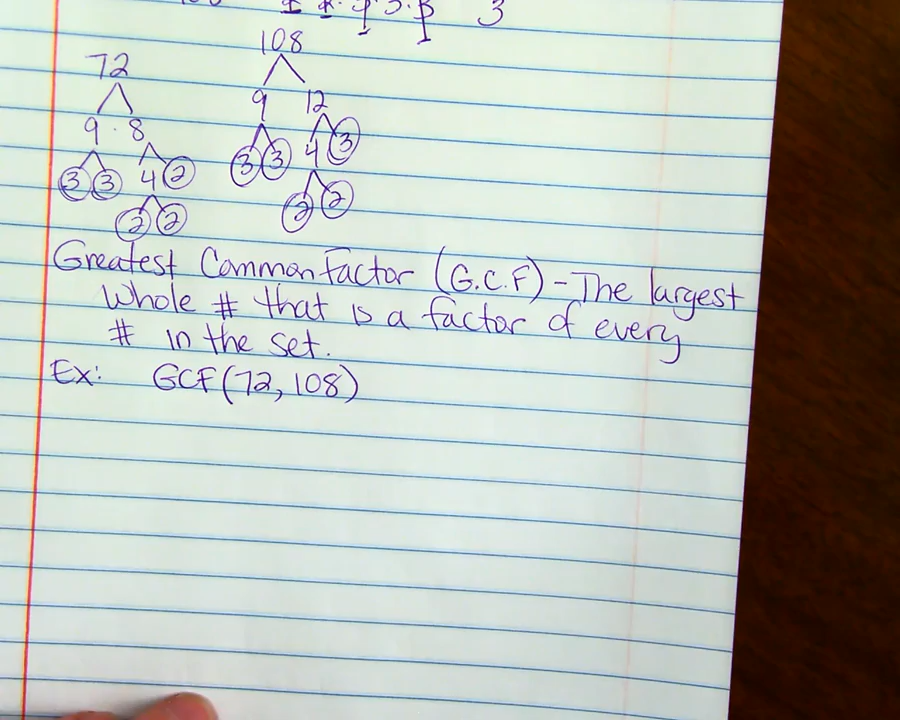 3
108
72
9 12
9 · 8
3 3 4 3
3 3 4 2
2 2
2 2
Greatest Common Factor (G.C.F) - The largest
Whole # that is a factor of every
# in the set.
Ex: GCF(72, 108)